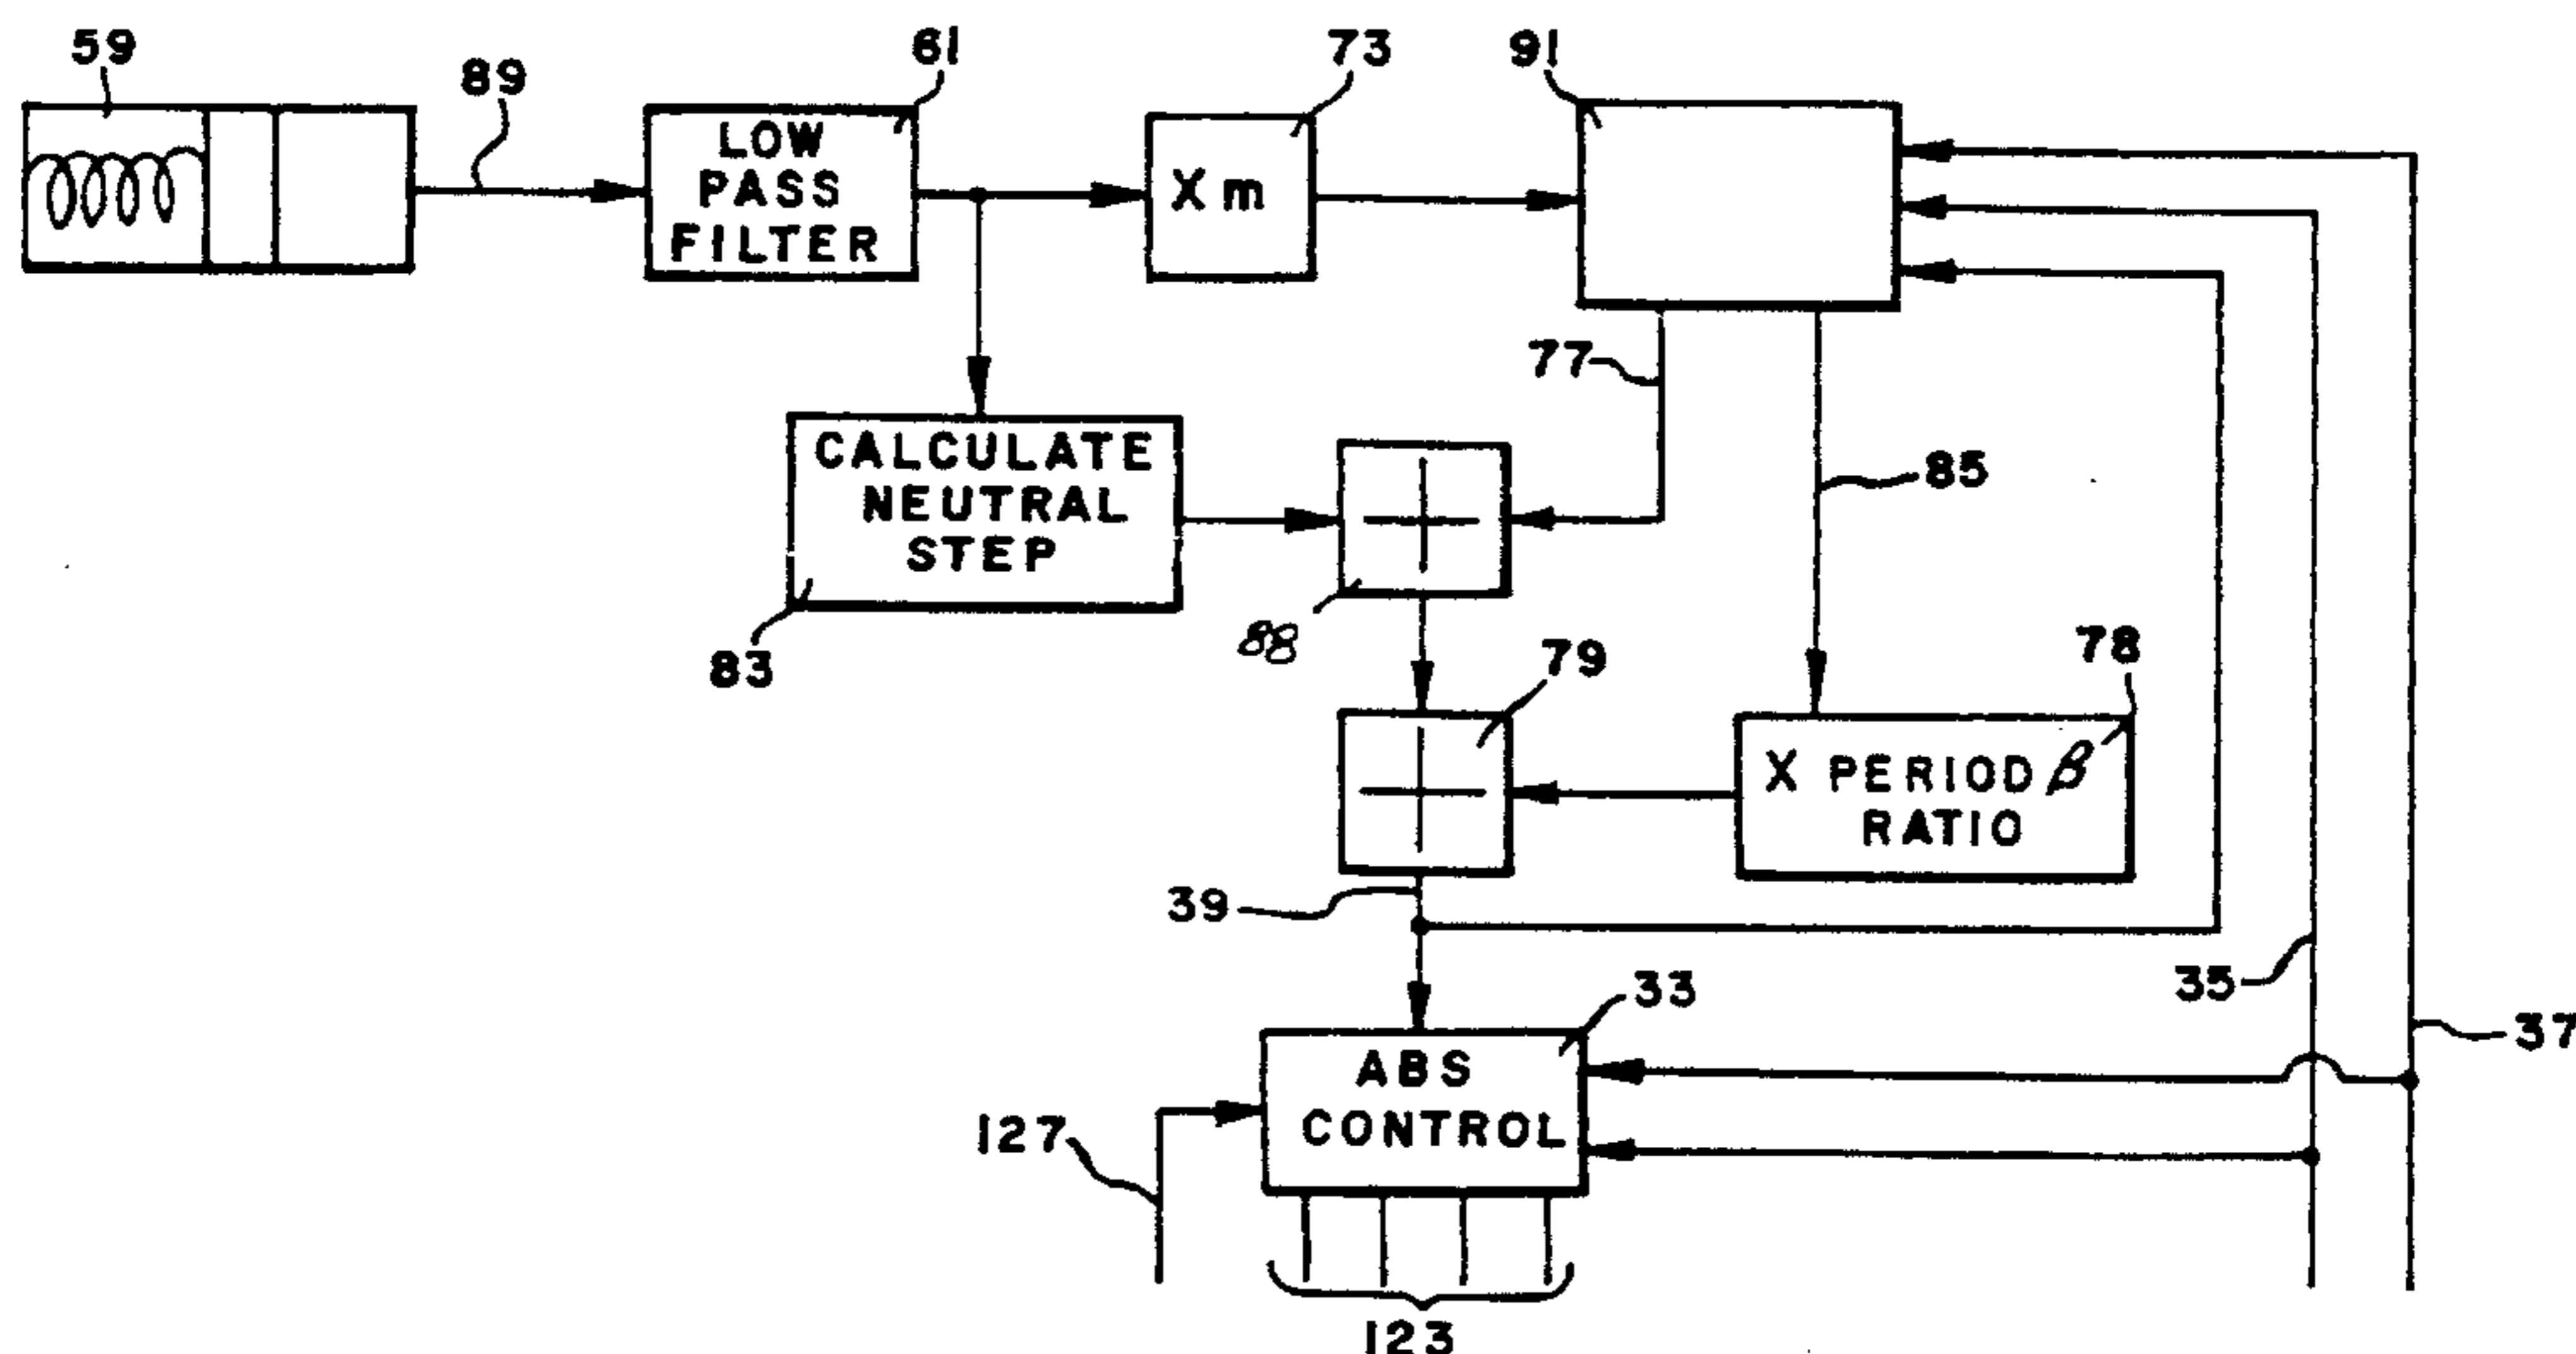 59
89
61
73
91
LOW
PASS
FILTER
X m
77
85
CALCULATE
NEUTRAL
STEP
83
88
79
78
X PERIOD β
RATIO
39
35
33
37
ABS
CONTROL
127
123